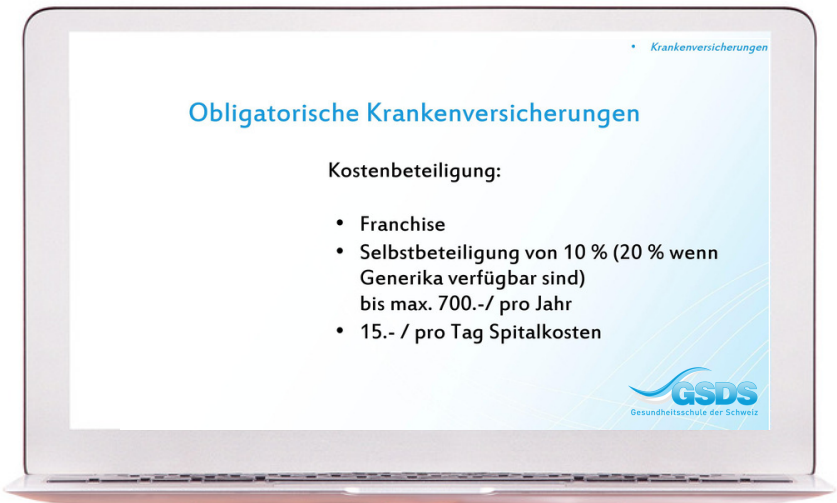 • Krankenversicherungen
Obligatorische Krankenversicherungen
Kostenbeteiligung:
• Franchise
• Selbstbeteiligung von 10 % (20 % wenn
Generika verfügbar sind)
bis max. 700.-/ pro Jahr
• 15.- / pro Tag Spitalkosten
GSDS
Gesundheitsschule der Schweiz